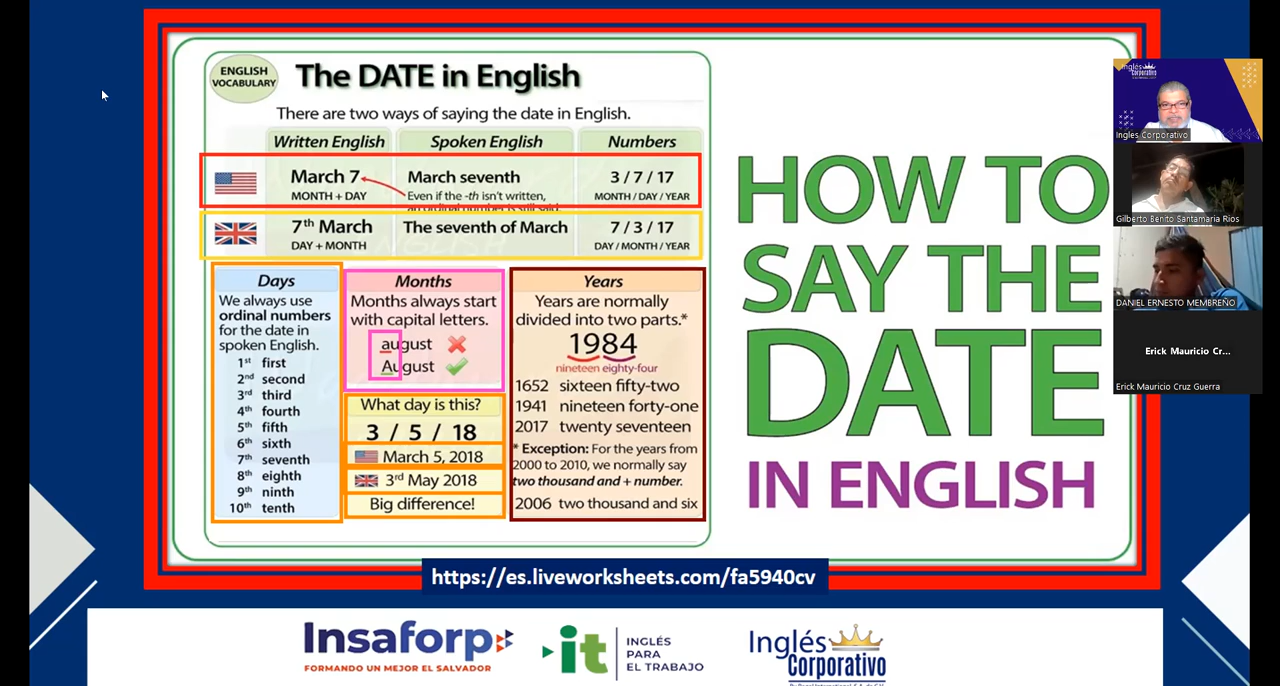 ENGLISH
VOCABULARY
The DATE in English
There are two ways of saying the date in English.
Written English Spoken English Numbers
March 7 March seventh 3 / 7 / 17
MONTH + DAY Even if the -th isn't written, MONTH / DAY / YEAR
an ordinal number is still said.
7th March The seventh of March 7 / 3 / 17
DAY + MONTH DAY / MONTH / YEAR
Days
We always use
ordinal numbers
for the date in
spoken English.
1st first
2nd second
3rd third
4th fourth
5th fifth
6th sixth
7th seventh
8th eighth
9th ninth
10th tenth
Months
Months always start
with capital letters.
august
August
What day is this?
3 / 5 / 18
March 5, 2018
3rd May 2018
Big difference!
Years
Years are normally
divided into two parts.*
1984
nineteen eighty-four
1652 sixteen fifty-two
1941 nineteen forty-one
2017 twenty seventeen
* Exception: For the years from
2000 to 2010, we normally say
two thousand and + number.
2006 two thousand and six
HOW TO
SAY THE
DATE
IN ENGLISH
https://es.liveworksheets.com/fa5940cv
Insaforp
FORMANDO UN MEJOR EL SALVADOR
it
INGLÉS
PARA
EL TRABAJO
Inglés
Corporativo
Inglés
Corporativo
Inglés Corporativo
Gilberto Benito Santamaria Rios
DANIEL ERNESTO MEMBREÑO
Erick Mauricio Cr...
Erick Mauricio Cruz Guerra